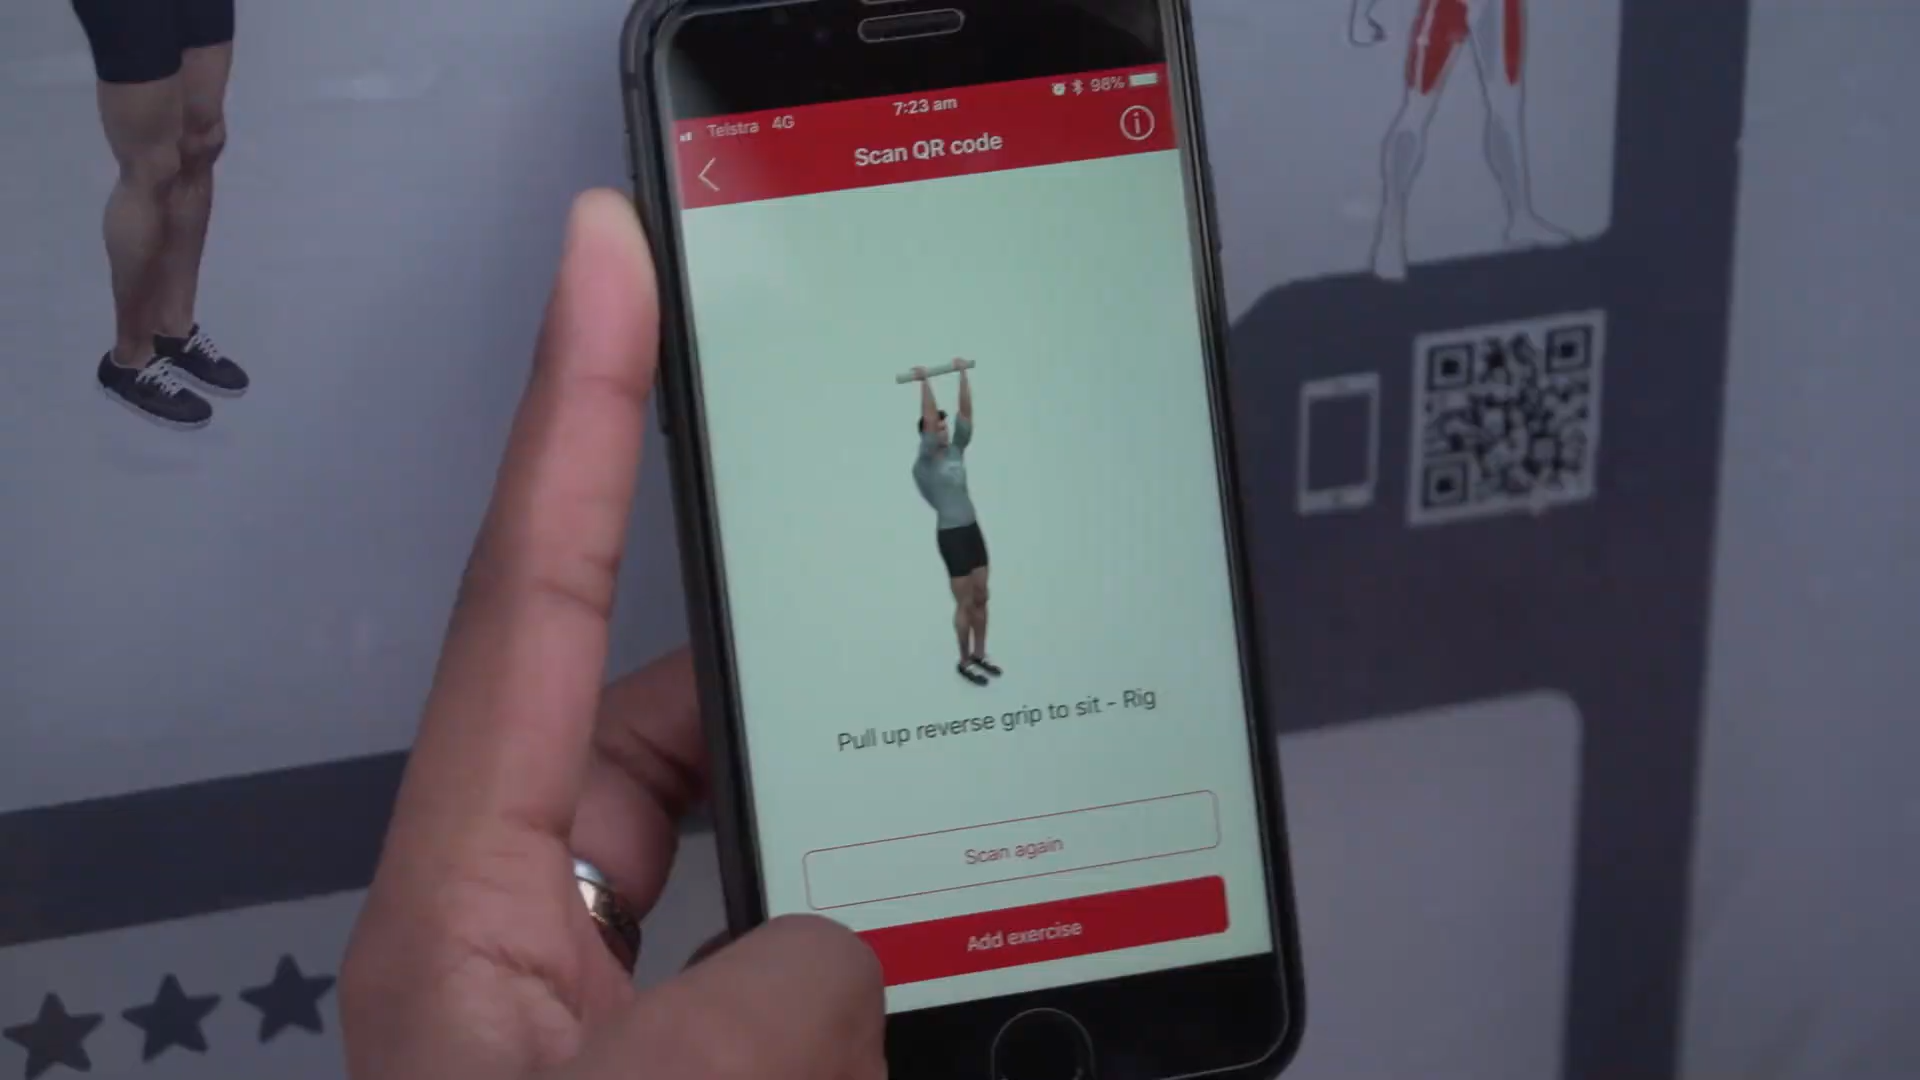 Telstra 4G 7:23 am 98%
Scan QR code
Pull up reverse grip to sit - Rig
Scan again
Add exercise